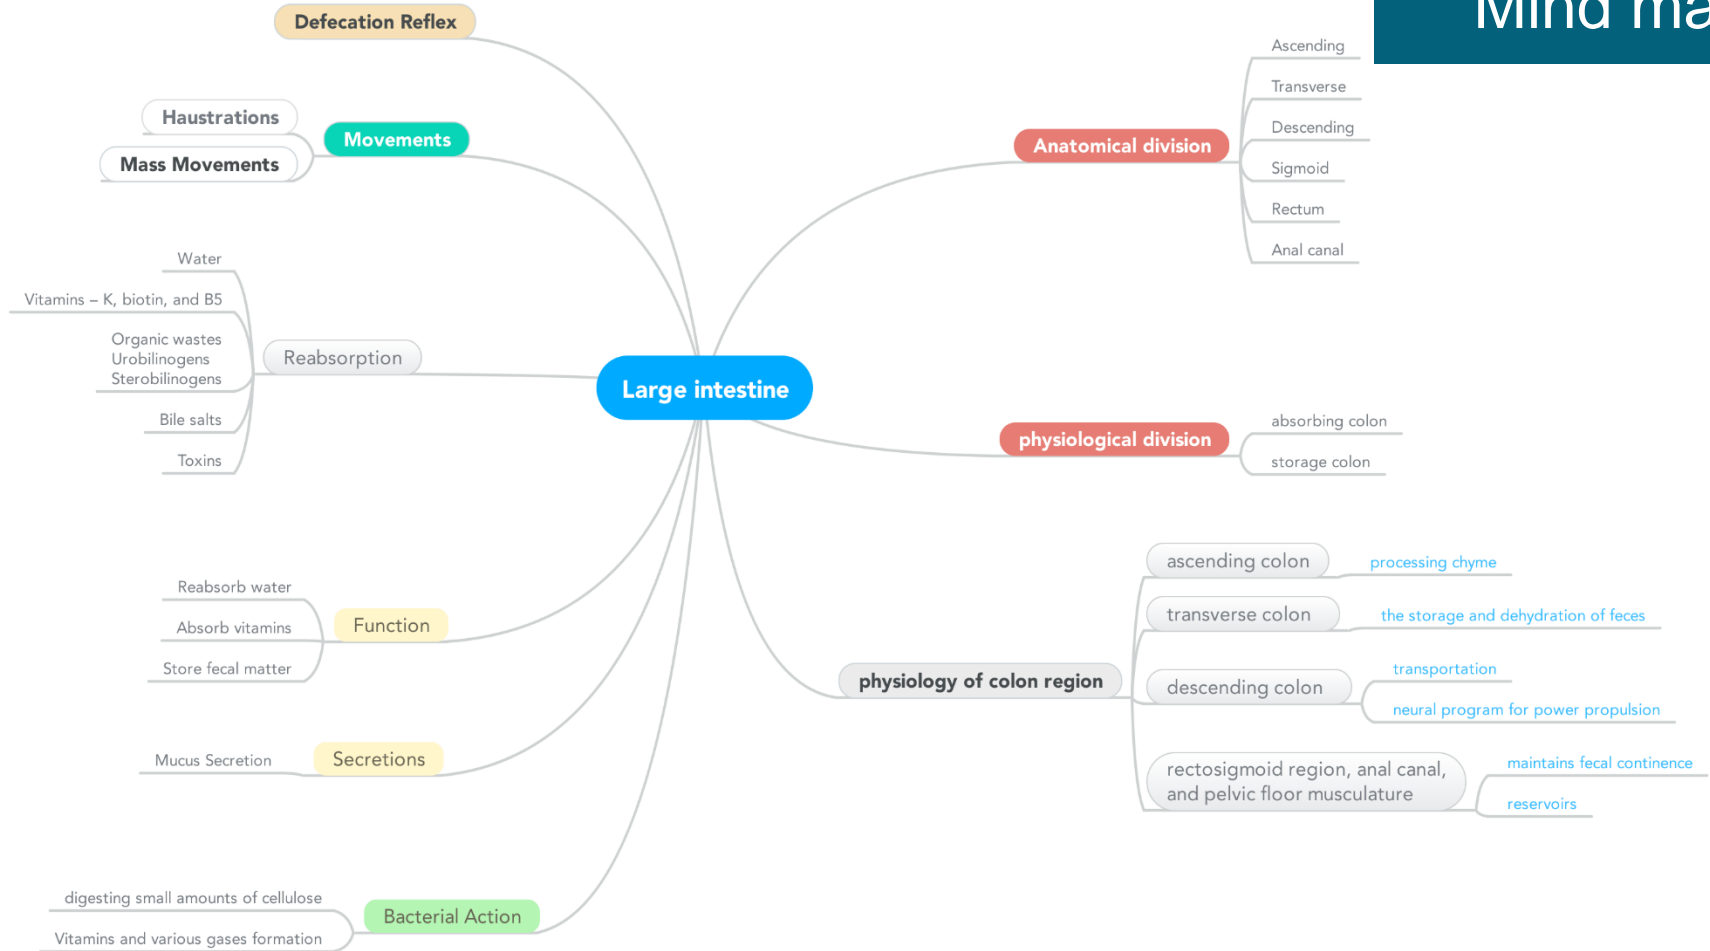 Mind ma
Defecation Reflex
Movements
Haustrations
Mass Movements
Reabsorption
Water
Vitamins – K, biotin, and B5
Organic wastes
Urobilinogens
Sterobilinogens
Bile salts
Toxins
Function
Reabsorb water
Absorb vitamins
Store fecal matter
Secretions
Mucus Secretion
Bacterial Action
digesting small amounts of cellulose
Vitamins and various gases formation
Large intestine
Anatomical division
Ascending
Transverse
Descending
Sigmoid
Rectum
Anal canal
physiological division
absorbing colon
storage colon
physiology of colon region
ascending colon
processing chyme
transverse colon
the storage and dehydration of feces
descending colon
transportation
neural program for power propulsion
rectosigmoid region, anal canal,
and pelvic floor musculature
maintains fecal continence
reservoirs